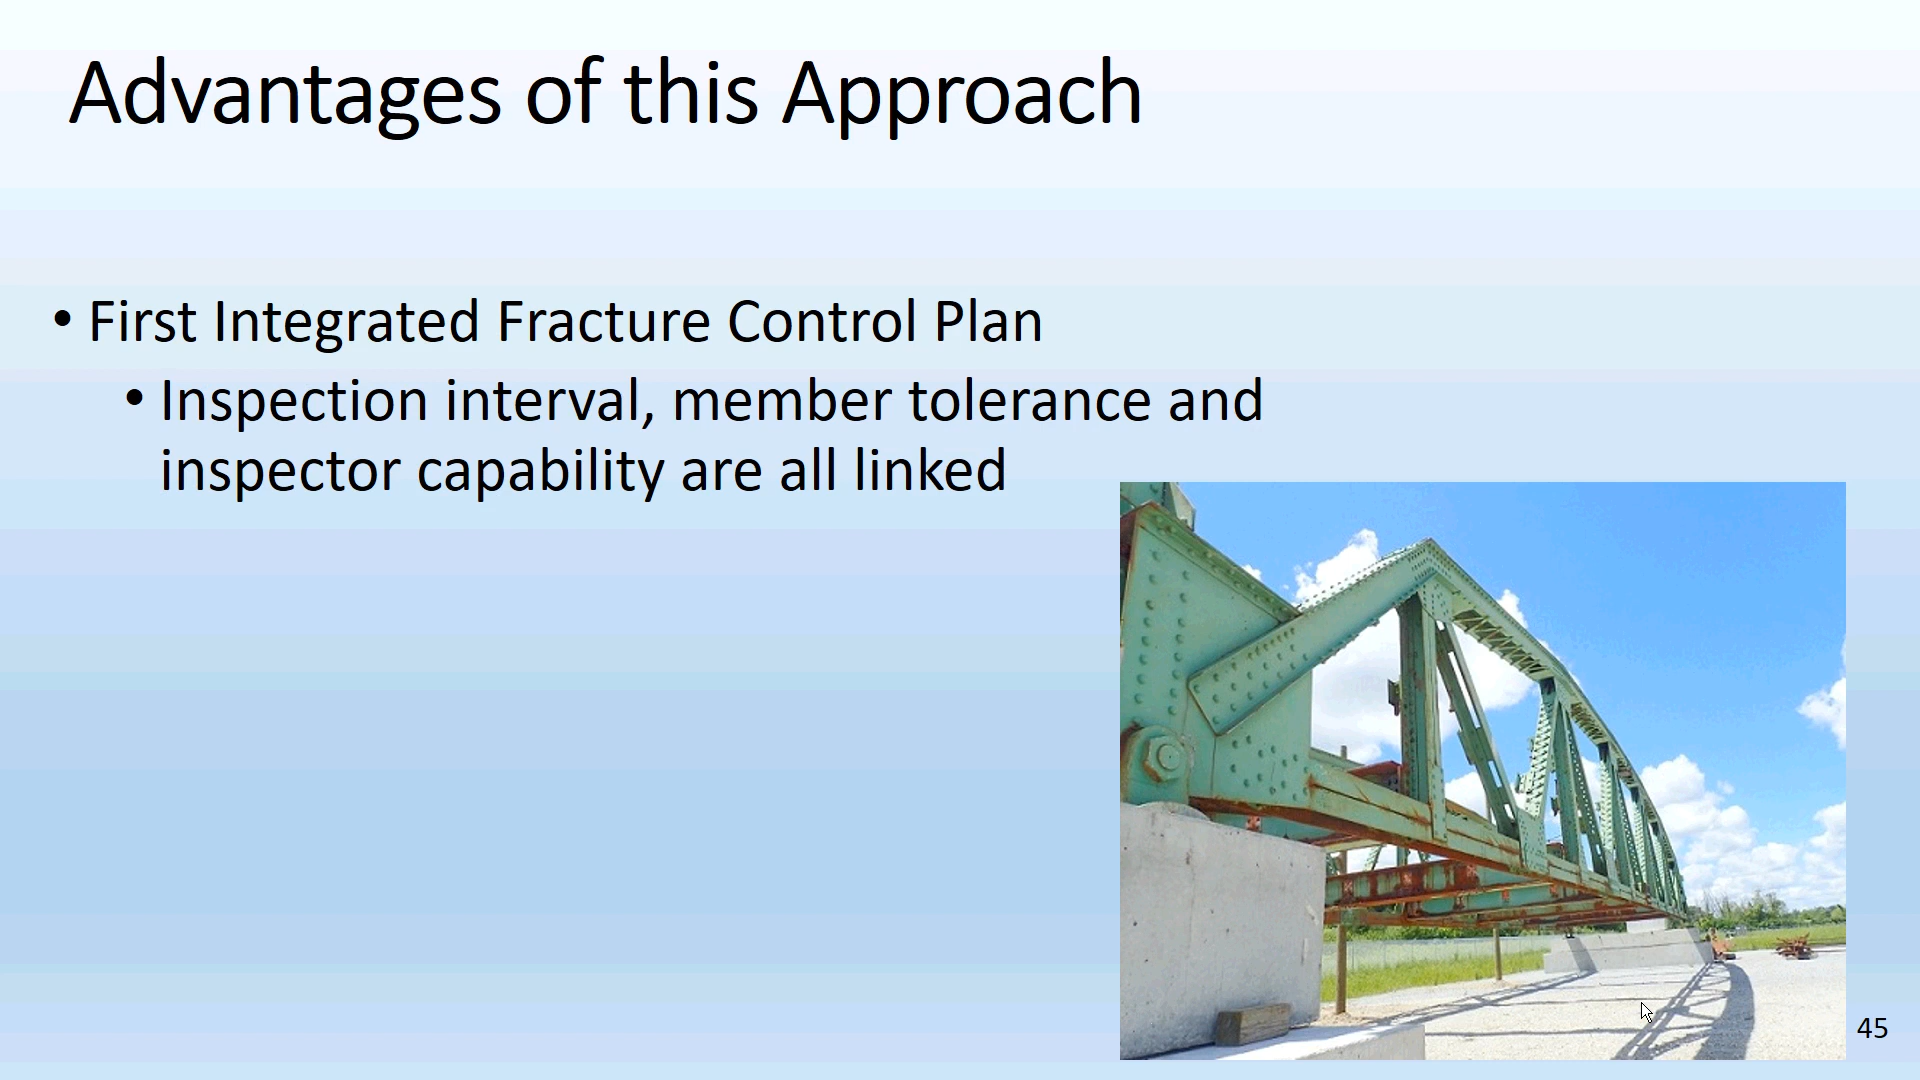 Advantages of this Approach
• First Integrated Fracture Control Plan
• Inspection interval, member tolerance and
inspector capability are all linked
45